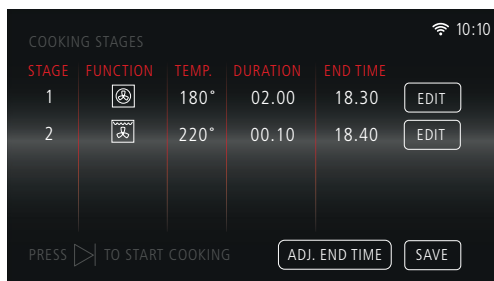 10:10
COOKING STAGES
STAGE FUNCTION TEMP. DURATION END TIME
1 180° 02.00 18.30 EDIT
2 220° 00.10 18.40 EDIT
PRESS TO START COOKING ADJ. END TIME SAVE